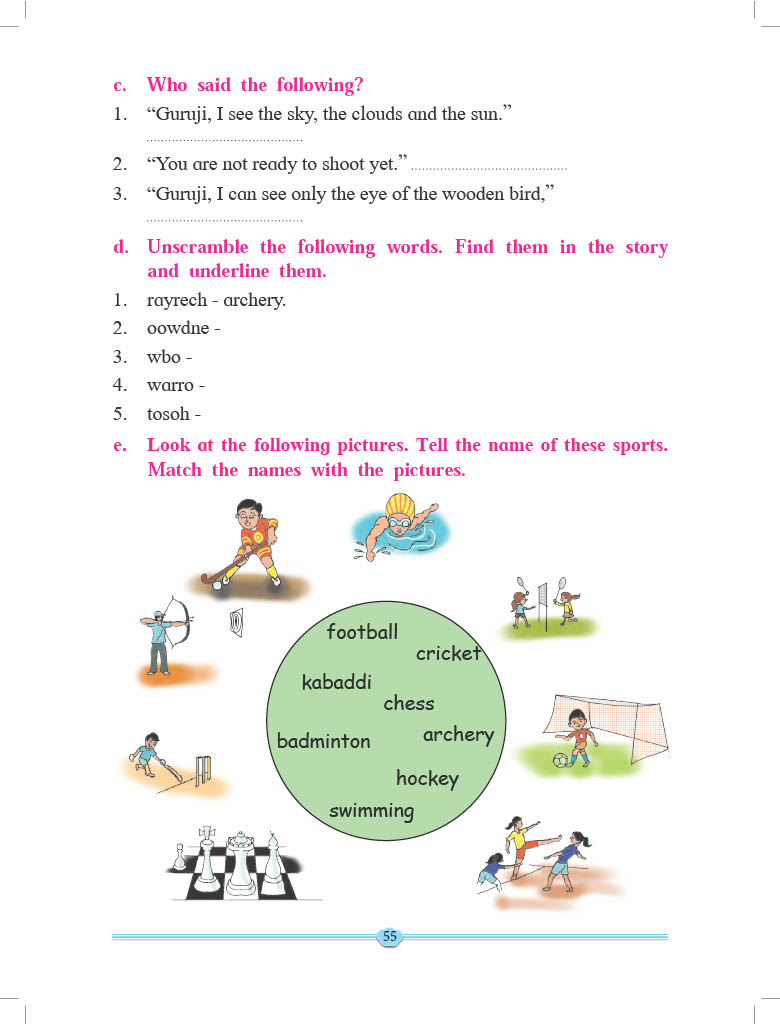 c. Who said the following?
1. “Guruji, I see the sky, the clouds and the sun.”
...........................................
2. “You are not ready to shoot yet.” ...........................................
3. “Guruji, I can see only the eye of the wooden bird,”
...........................................
d. Unscramble the following words. Find them in the story
and underline them.
1. rayrech - archery.
2. oowdne -
3. wbo -
4. warro -
5. tosoh -
e. Look at the following pictures. Tell the name of these sports.
Match the names with the pictures.
football
cricket
kabaddi
chess
archery
badminton
hockey
swimming
55